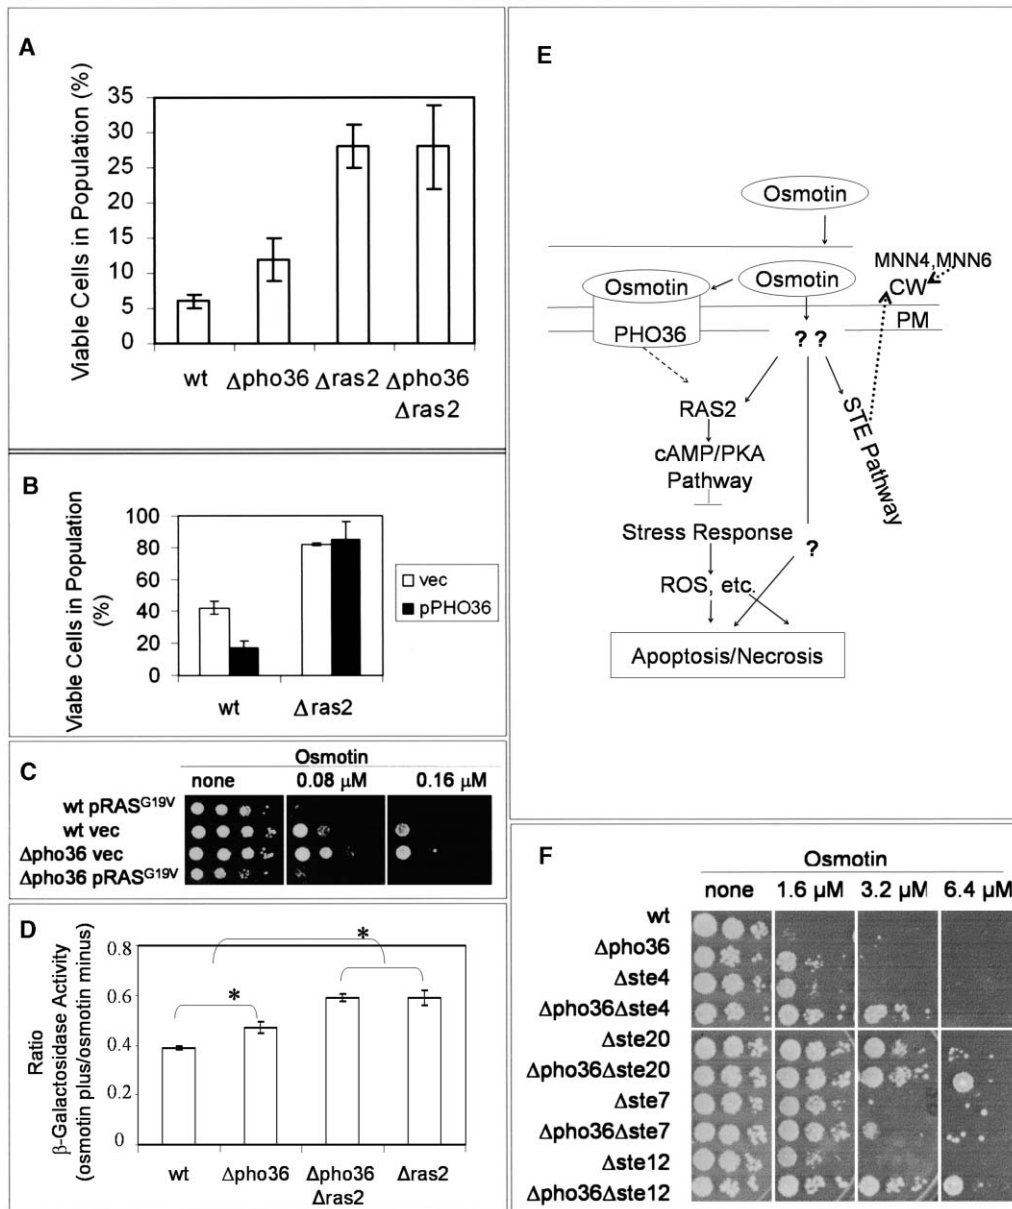 A
Viable Cells in Population (%)
35
30
25
20
15
10
5
0
wt
Δpho36
Δras2
Δpho36
Δras2
B
Viable Cells in Population
(%)
100
80
60
40
20
0
wt
Δras2
vec
pPHO36
C
Osmotin
none 0.08 μM 0.16 μM
wt pRASG19V
wt vec
Δpho36 vec
Δpho36 pRASG19V
D
Ratio
β-Galactosidase Activity
(osmotin plus/osmotin minus)
0.8
0.6
0.4
0.2
0
*
*
wt
Δpho36
Δpho36
Δras2
Δras2
E
Osmotin
MNN4,MNN6
Osmotin
Osmotin
CW
PHO36
PM
? ?
RAS2
STE Pathway
cAMP/PKA
Pathway
Stress Response
?
ROS, etc.
Apoptosis/Necrosis
F
Osmotin
none 1.6 μM 3.2 μM 6.4 μM
wt
Δpho36
Δste4
Δpho36Δste4
Δste20
Δpho36Δste20
Δste7
Δpho36Δste7
Δste12
Δpho36Δste12